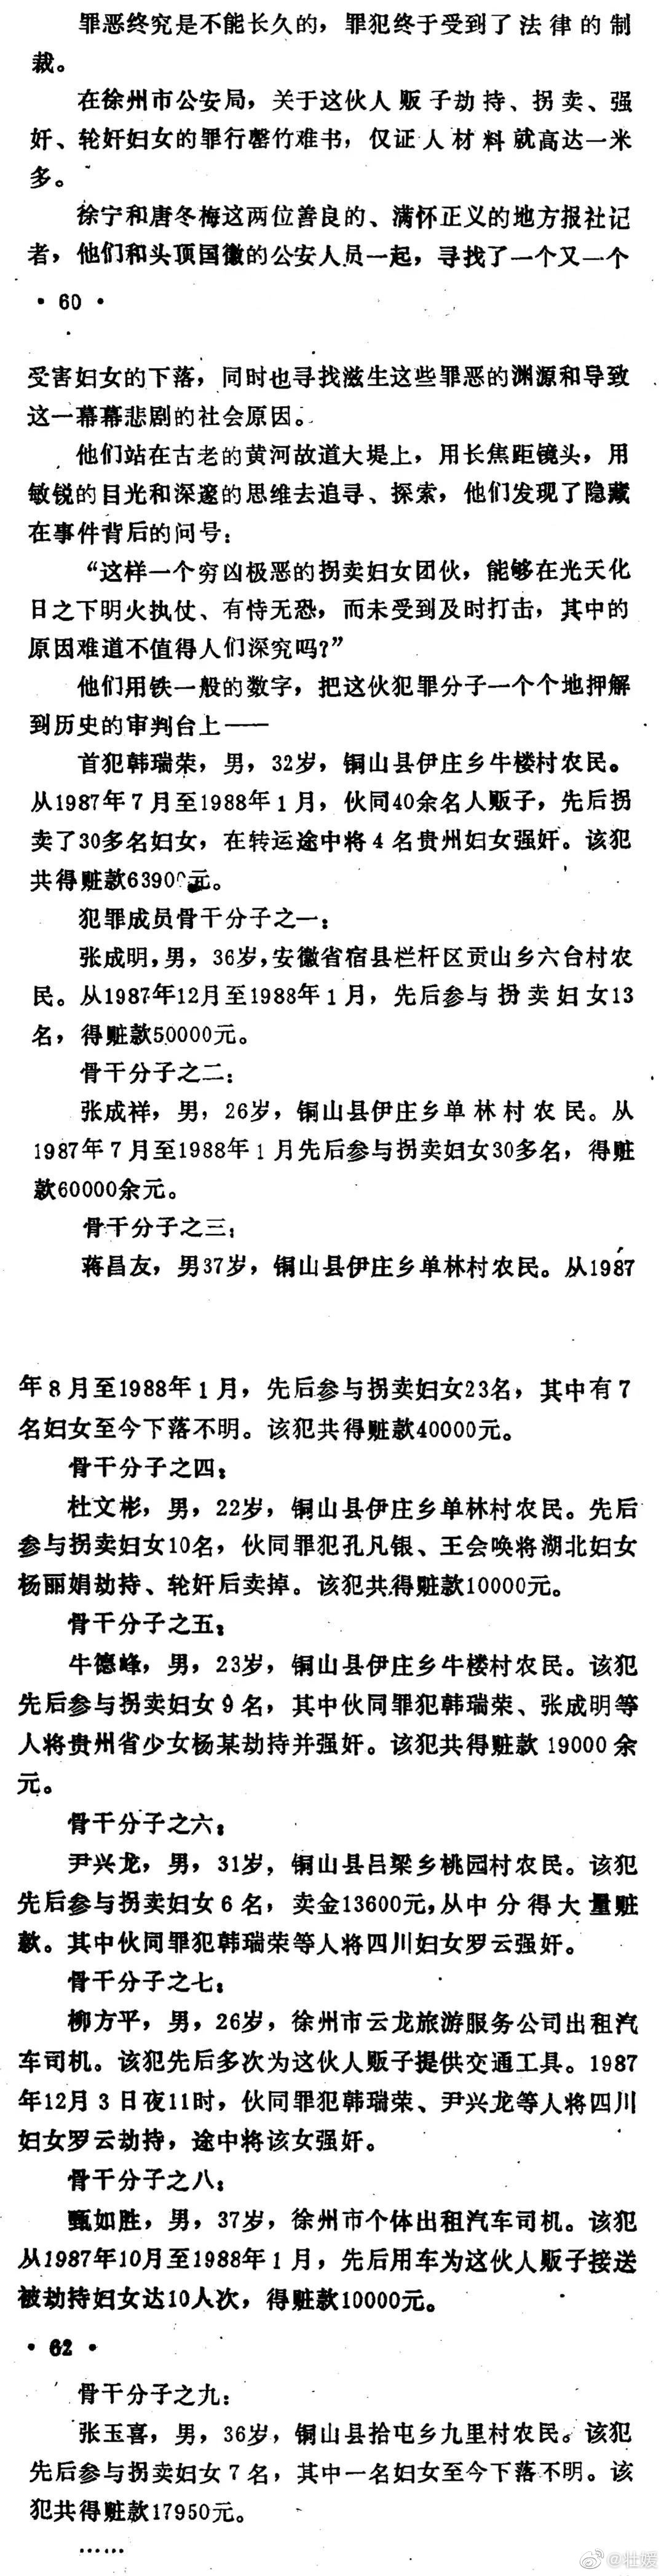 罪恶终究是不能长久的，罪犯终于受到了法律的制
裁。
在徐州市公安局，关于这伙人贩子劫持、拐卖、强
奸、轮奸妇女的罪行罄竹难书，仅证人材料就高达一米
多。
徐宁和唐冬梅这两位善良的、满怀正义的地方报社记
者，他们和头顶国徽的公安人员一起，寻找了一个又一个
• 60 •
受害妇女的下落，同时也寻找滋生这些罪恶的渊源和导致
这一幕幕悲剧的社会原因。
他们站在古老的黄河故道大堤上，用长焦距镜头，用
敏锐的目光和深邃的思维去追寻、探索，他们发现了隐藏
在事件背后的问号：
“这样一个穷凶极恶的拐卖妇女团伙，能够在光天化
日之下明火执仗、有恃无恐，而未受到及时打击，其中的
原因难道不值得人们深究吗？”
他们用铁一般的数字，把这伙犯罪分子一个个地押解
到历史的审判台上——
首犯韩瑞荣，男，32岁，铜山县伊庄乡牛楼村农民。
从1987年7月至1988年1月，伙同40余名人贩子，先后拐
卖了30多名妇女，在转运途中将4名贵州妇女强奸。该犯
共得赃款63900元。
犯罪成员骨干分子之一：
张成明，男，36岁，安徽省宿县栏杆区贡山乡六台村农
民。从1987年12月至1988年1月，先后参与拐卖妇女13
名，得赃款50000元。
骨干分子之二：
张成祥，男，26岁，铜山县伊庄乡单林村农民。从
1987年7月至1988年1月先后参与拐卖妇女30多名，得赃
款60000余元。
骨干分子之三：
蒋昌友，男37岁，铜山县伊庄乡单林村农民。从1987
年8月至1988年1月，先后参与拐卖妇女23名，其中有7
名妇女至今下落不明。该犯共得赃款40000元。
骨干分子之四：
杜文彬，男，22岁，铜山县伊庄乡单林村农民。先后
参与拐卖妇女10名，伙同罪犯孔凡银、王会唤将湖北妇女
杨丽娟劫持、轮奸后卖掉。该犯共得赃款10000元。
骨干分子之五：
牛德峰，男，23岁，铜山县伊庄乡牛楼村农民。该犯
先后参与拐卖妇女9名，其中伙同罪犯韩瑞荣、张成明等
人将贵州省少女杨某劫持并强奸。该犯共得赃款19000余
元。
骨干分子之六：
尹兴龙，男，31岁，铜山县吕梁乡桃园村农民。该犯
先后参与拐卖妇女6名，卖金13600元，从中分得大量赃
款。其中伙同罪犯韩瑞荣等人将四川妇女罗云强奸。
骨干分子之七：
柳方平，男，26岁，徐州市云龙旅游服务公司出租汽
车司机。该犯先后多次为这伙人贩子提供交通工具。1987
年12月3日夜11时，伙同罪犯韩瑞荣、尹兴龙等人将四川
妇女罗云劫持，途中将该女强奸。
骨干分子之八：
甄如胜，男，37岁，徐州市个体出租汽车司机。该犯
从1987年10月至1988年1月，先后用车为这伙人贩子接送
被劫持妇女达10人次，得赃款10000元。
• 62 •
骨干分子之九：
张玉喜，男，36岁，铜山县拾屯乡九里村农民。该犯
先后参与拐卖妇女7名，其中一名妇女至今下落不明。该
犯共得赃款17950元。
……
@壮媛